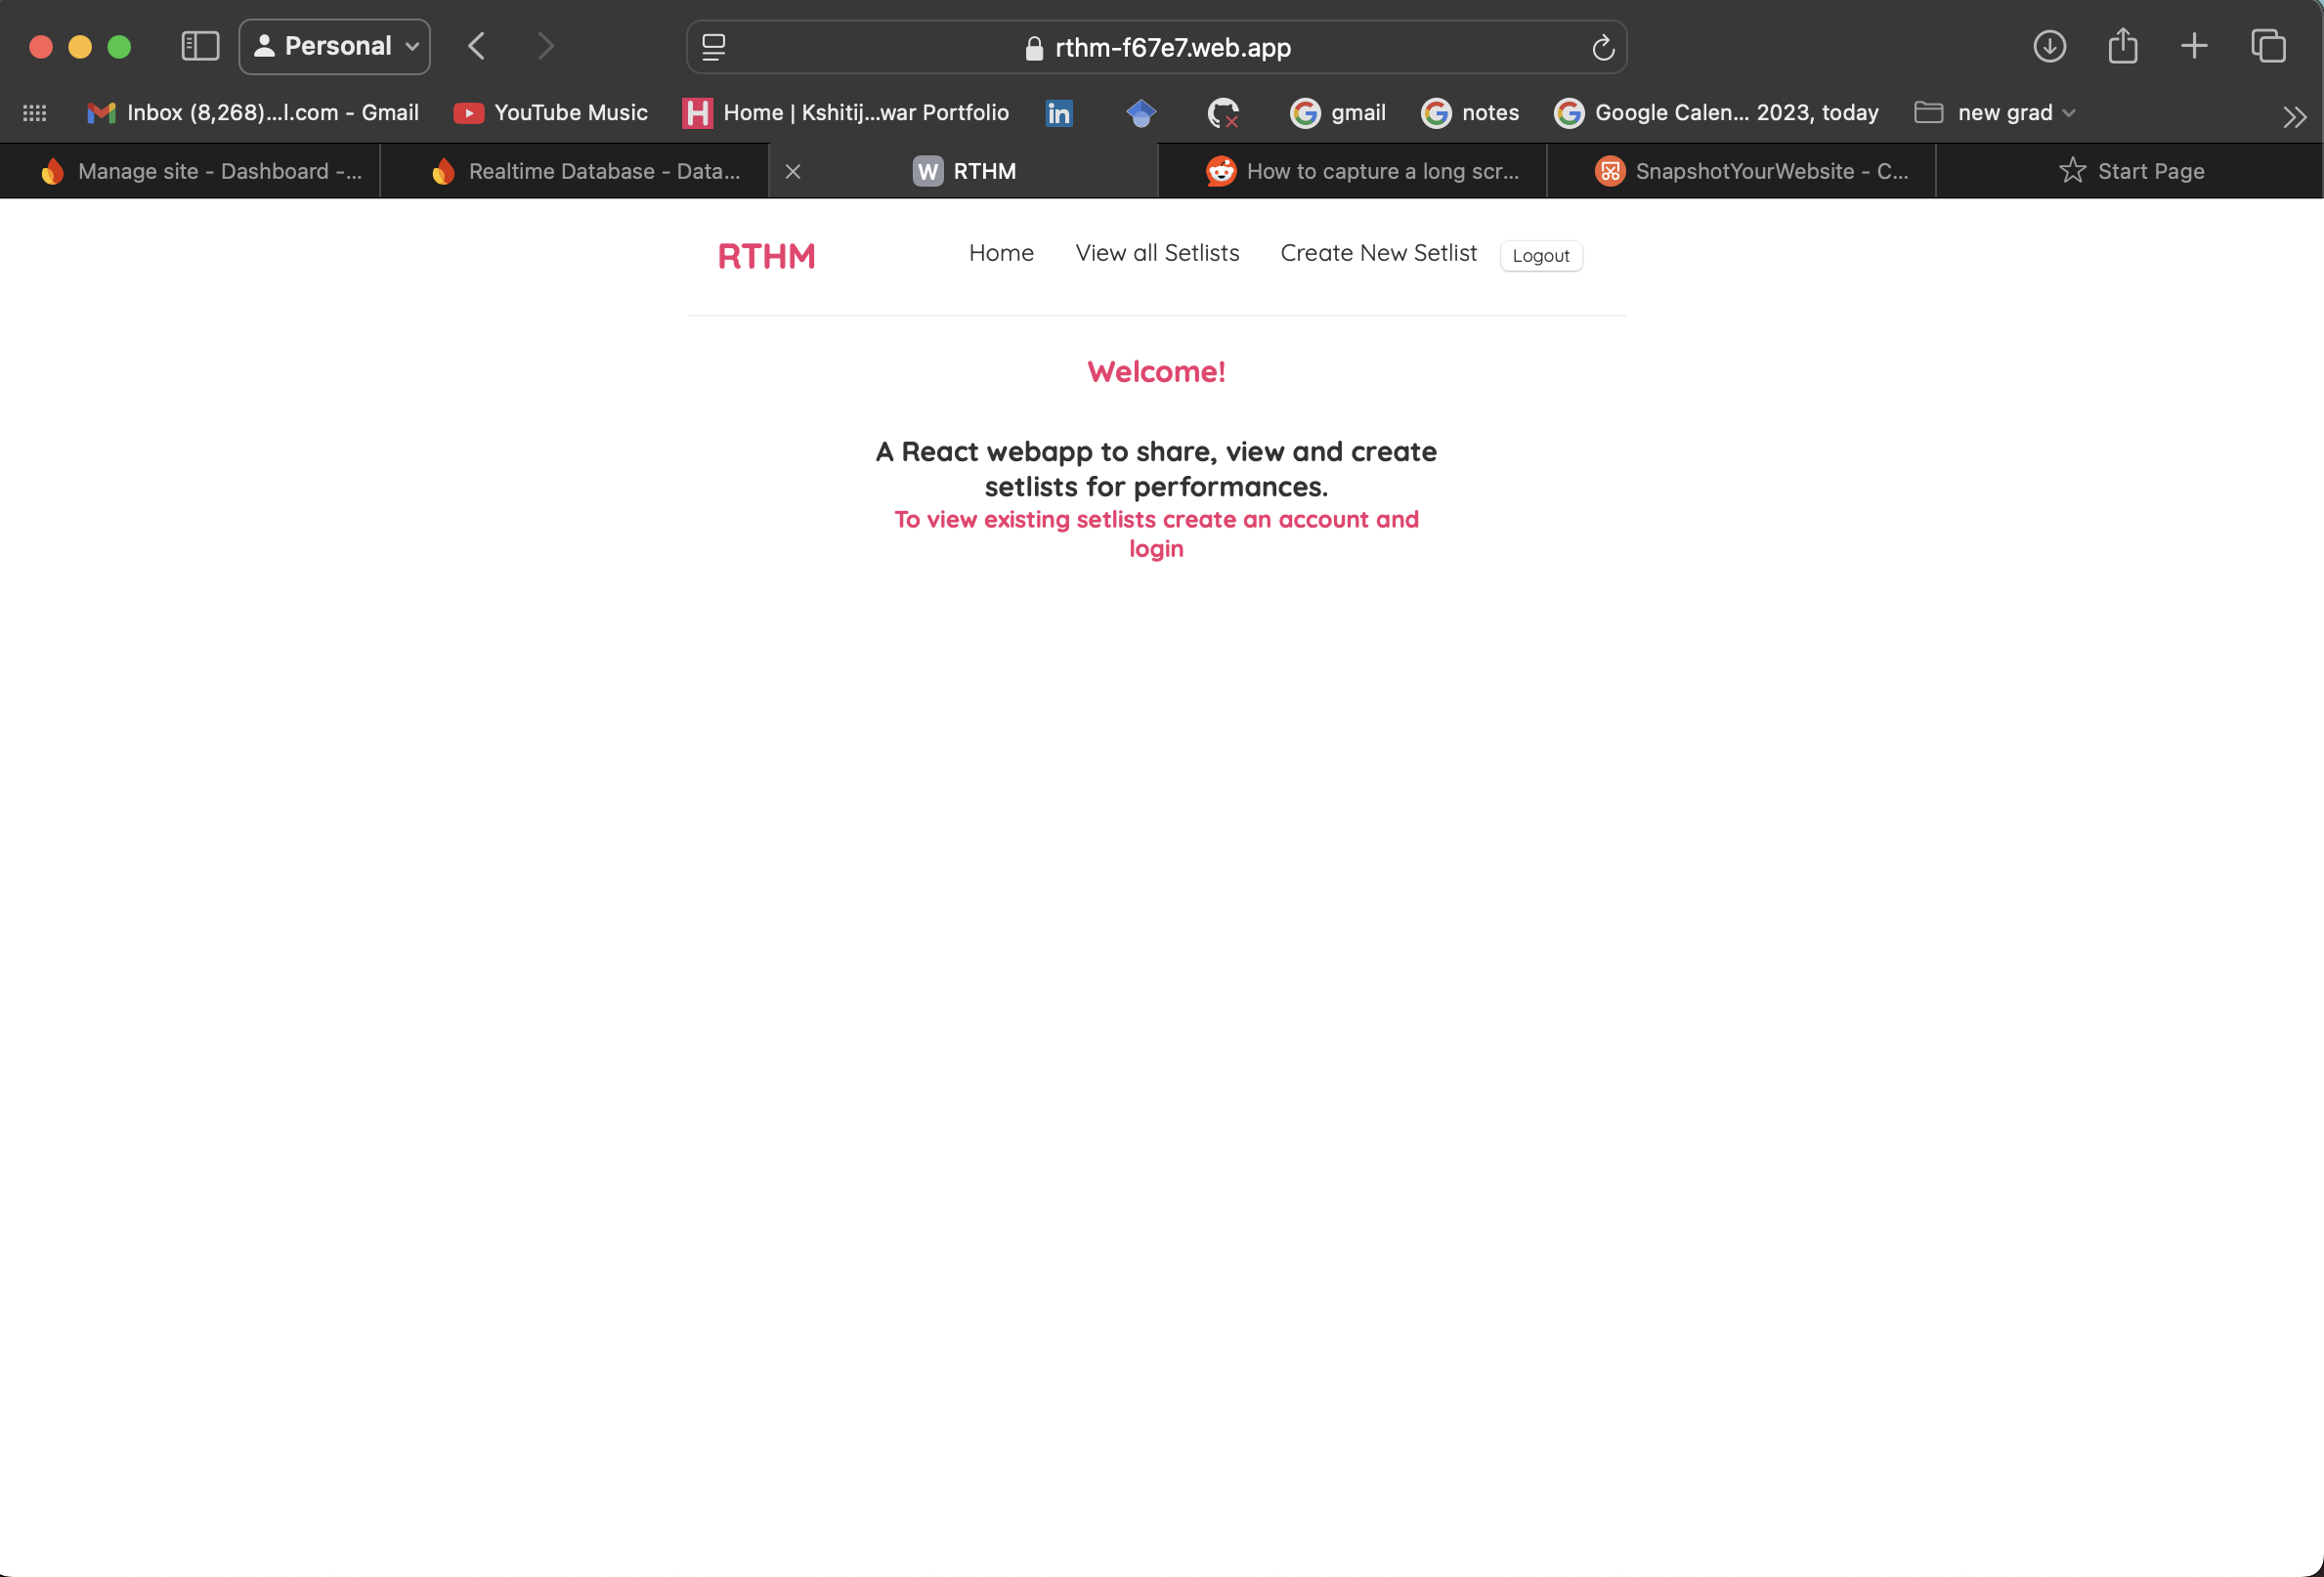 Personal
rthm-f67e7.web.app
Inbox (8,268)...l.com - Gmail
YouTube Music
H
Home | Kshitij...war Portfolio
in
gmail
notes
Google Calen... 2023, today
new grad
Manage site - Dashboard -...
Realtime Database - Data...
W RTHM
How to capture a long scr...
SnapshotYourWebsite - C...
Start Page
RTHM
Home
View all Setlists
Create New Setlist
Logout
Welcome!
A React webapp to share, view and create
setlists for performances.
To view existing setlists create an account and
login